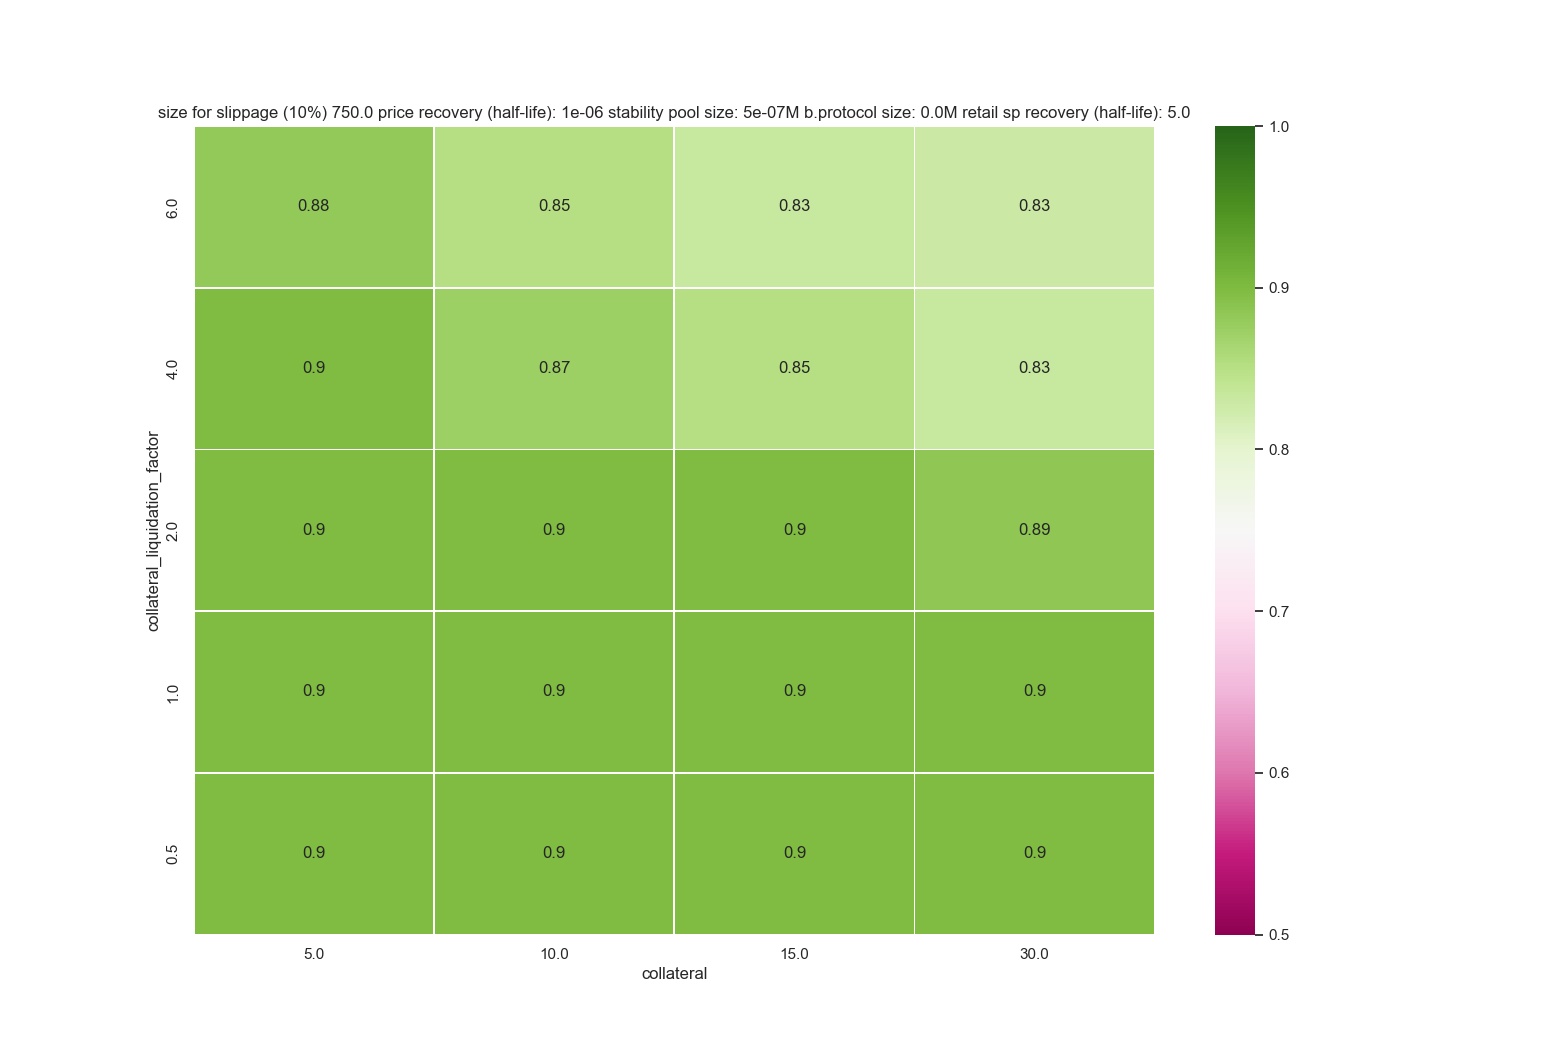 size for slippage (10%) 750.0 price recovery (half-life): 1e-06 stability pool size: 5e-07M b.protocol size: 0.0M retail sp recovery (half-life): 5.0
collateral_liquidation_factor
6.0
0.88 0.85 0.83 0.83
4.0
0.9 0.87 0.85 0.83
2.0
0.9 0.9 0.9 0.89
1.0
0.9 0.9 0.9 0.9
0.5
0.9 0.9 0.9 0.9
5.0 10.0 15.0 30.0
collateral
1.0
0.9
0.8
0.7
0.6
0.5